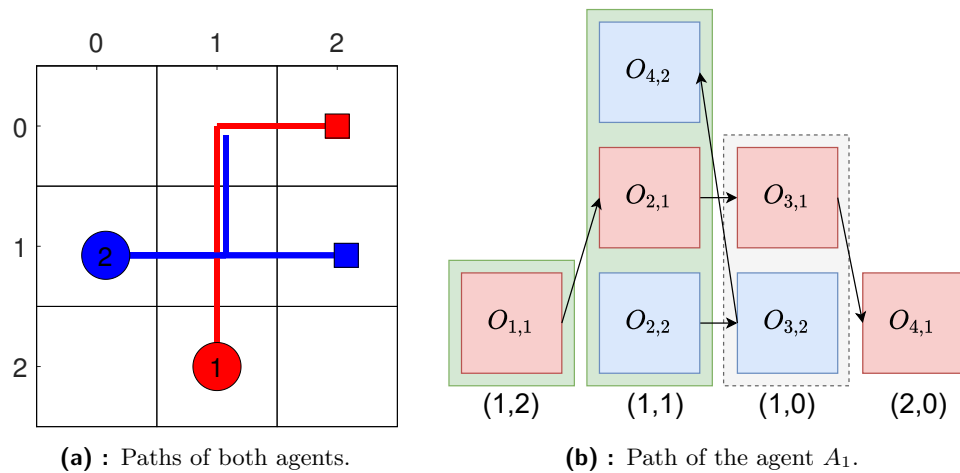 0 1 2
0
1
2
2
1
O4,2
O2,1 O3,1
O1,1 O2,2 O3,2 O4,1
(1,2) (1,1) (1,0) (2,0)
(a) : Paths of both agents.
(b) : Path of the agent A1.